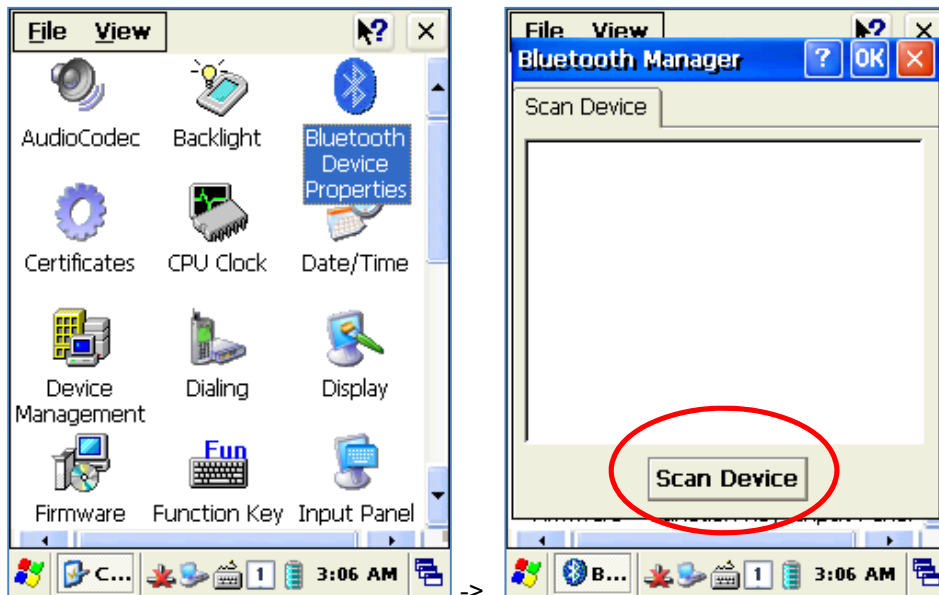 File View
?
×
AudioCodec Backlight Bluetooth
Device
Properties
Certificates CPU Clock Date/Time
Device
Management
Dialing Display
Fun
Firmware Function Key Input Panel
C... 1 3:06 AM
->
File View
?
×
Bluetooth Manager ? OK ×
Scan Device
Scan Device
B... 1 3:06 AM